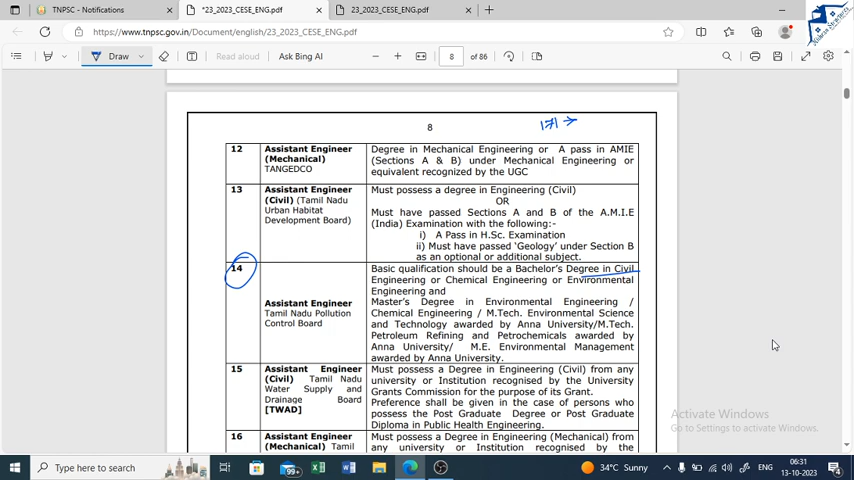 TNPSC - Notifications
*23_2023_CESE_ENG.pdf
23_2023_CESE_ENG.pdf
https://www.tnpsc.gov.in/Document/english/23_2023_CESE_ENG.pdf
Draw
Read aloud
Ask Bing AI
8 of 86
8
171 →
12 Assistant Engineer Degree in Mechanical Engineering or A pass in AMIE
(Mechanical) (Sections A & B) under Mechanical Engineering or
TANGEDCO equivalent recognized by the UGC
13 Assistant Engineer Must possess a degree in Engineering (Civil)
(Civil) (Tamil Nadu OR
Urban Habitat Must have passed Sections A and B of the A.M.I.E
Development Board) (India) Examination with the following:-
i) A Pass in H.Sc. Examination
ii) Must have passed 'Geology' under Section B
as an optional or additional subject.
14 Basic qualification should be a Bachelor's Degree in Civil
Engineering or Chemical Engineering or Environmental
Engineering and
Assistant Engineer Master's Degree in Environmental Engineering /
Tamil Nadu Pollution Chemical Engineering / M.Tech. Environmental Science
Control Board and Technology awarded by Anna University/M.Tech.
Petroleum Refining and Petrochemicals awarded by
Anna University/ M.E. Environmental Management
awarded by Anna University.
15 Assistant Engineer Must possess a Degree in Engineering (Civil) from any
(Civil) Tamil Nadu university or Institution recognised by the University
Water Supply and Grants Commission for the purpose of its Grant.
Drainage Board Preference shall be given in the case of persons who
[TWAD] possess the Post Graduate Degree or Post Graduate
Diploma in Public Health Engineering.
16 Assistant Engineer Must possess a Degree in Engineering (Mechanical) from
(Mechanical) Tamil any university or Institution recognised by the
Activate Windows
Go to Settings to activate Windows.
Type here to search
99+
34°C Sunny
ENG
06:31
13-10-2023
4